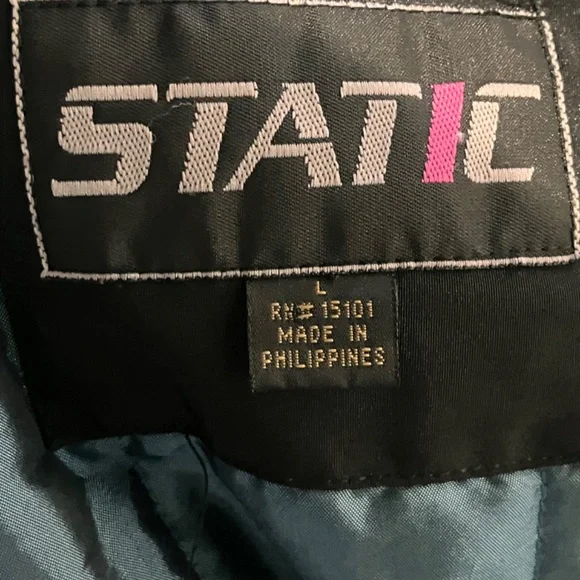 STATIC
L
RN# 15101
MADE IN
PHILIPPINES